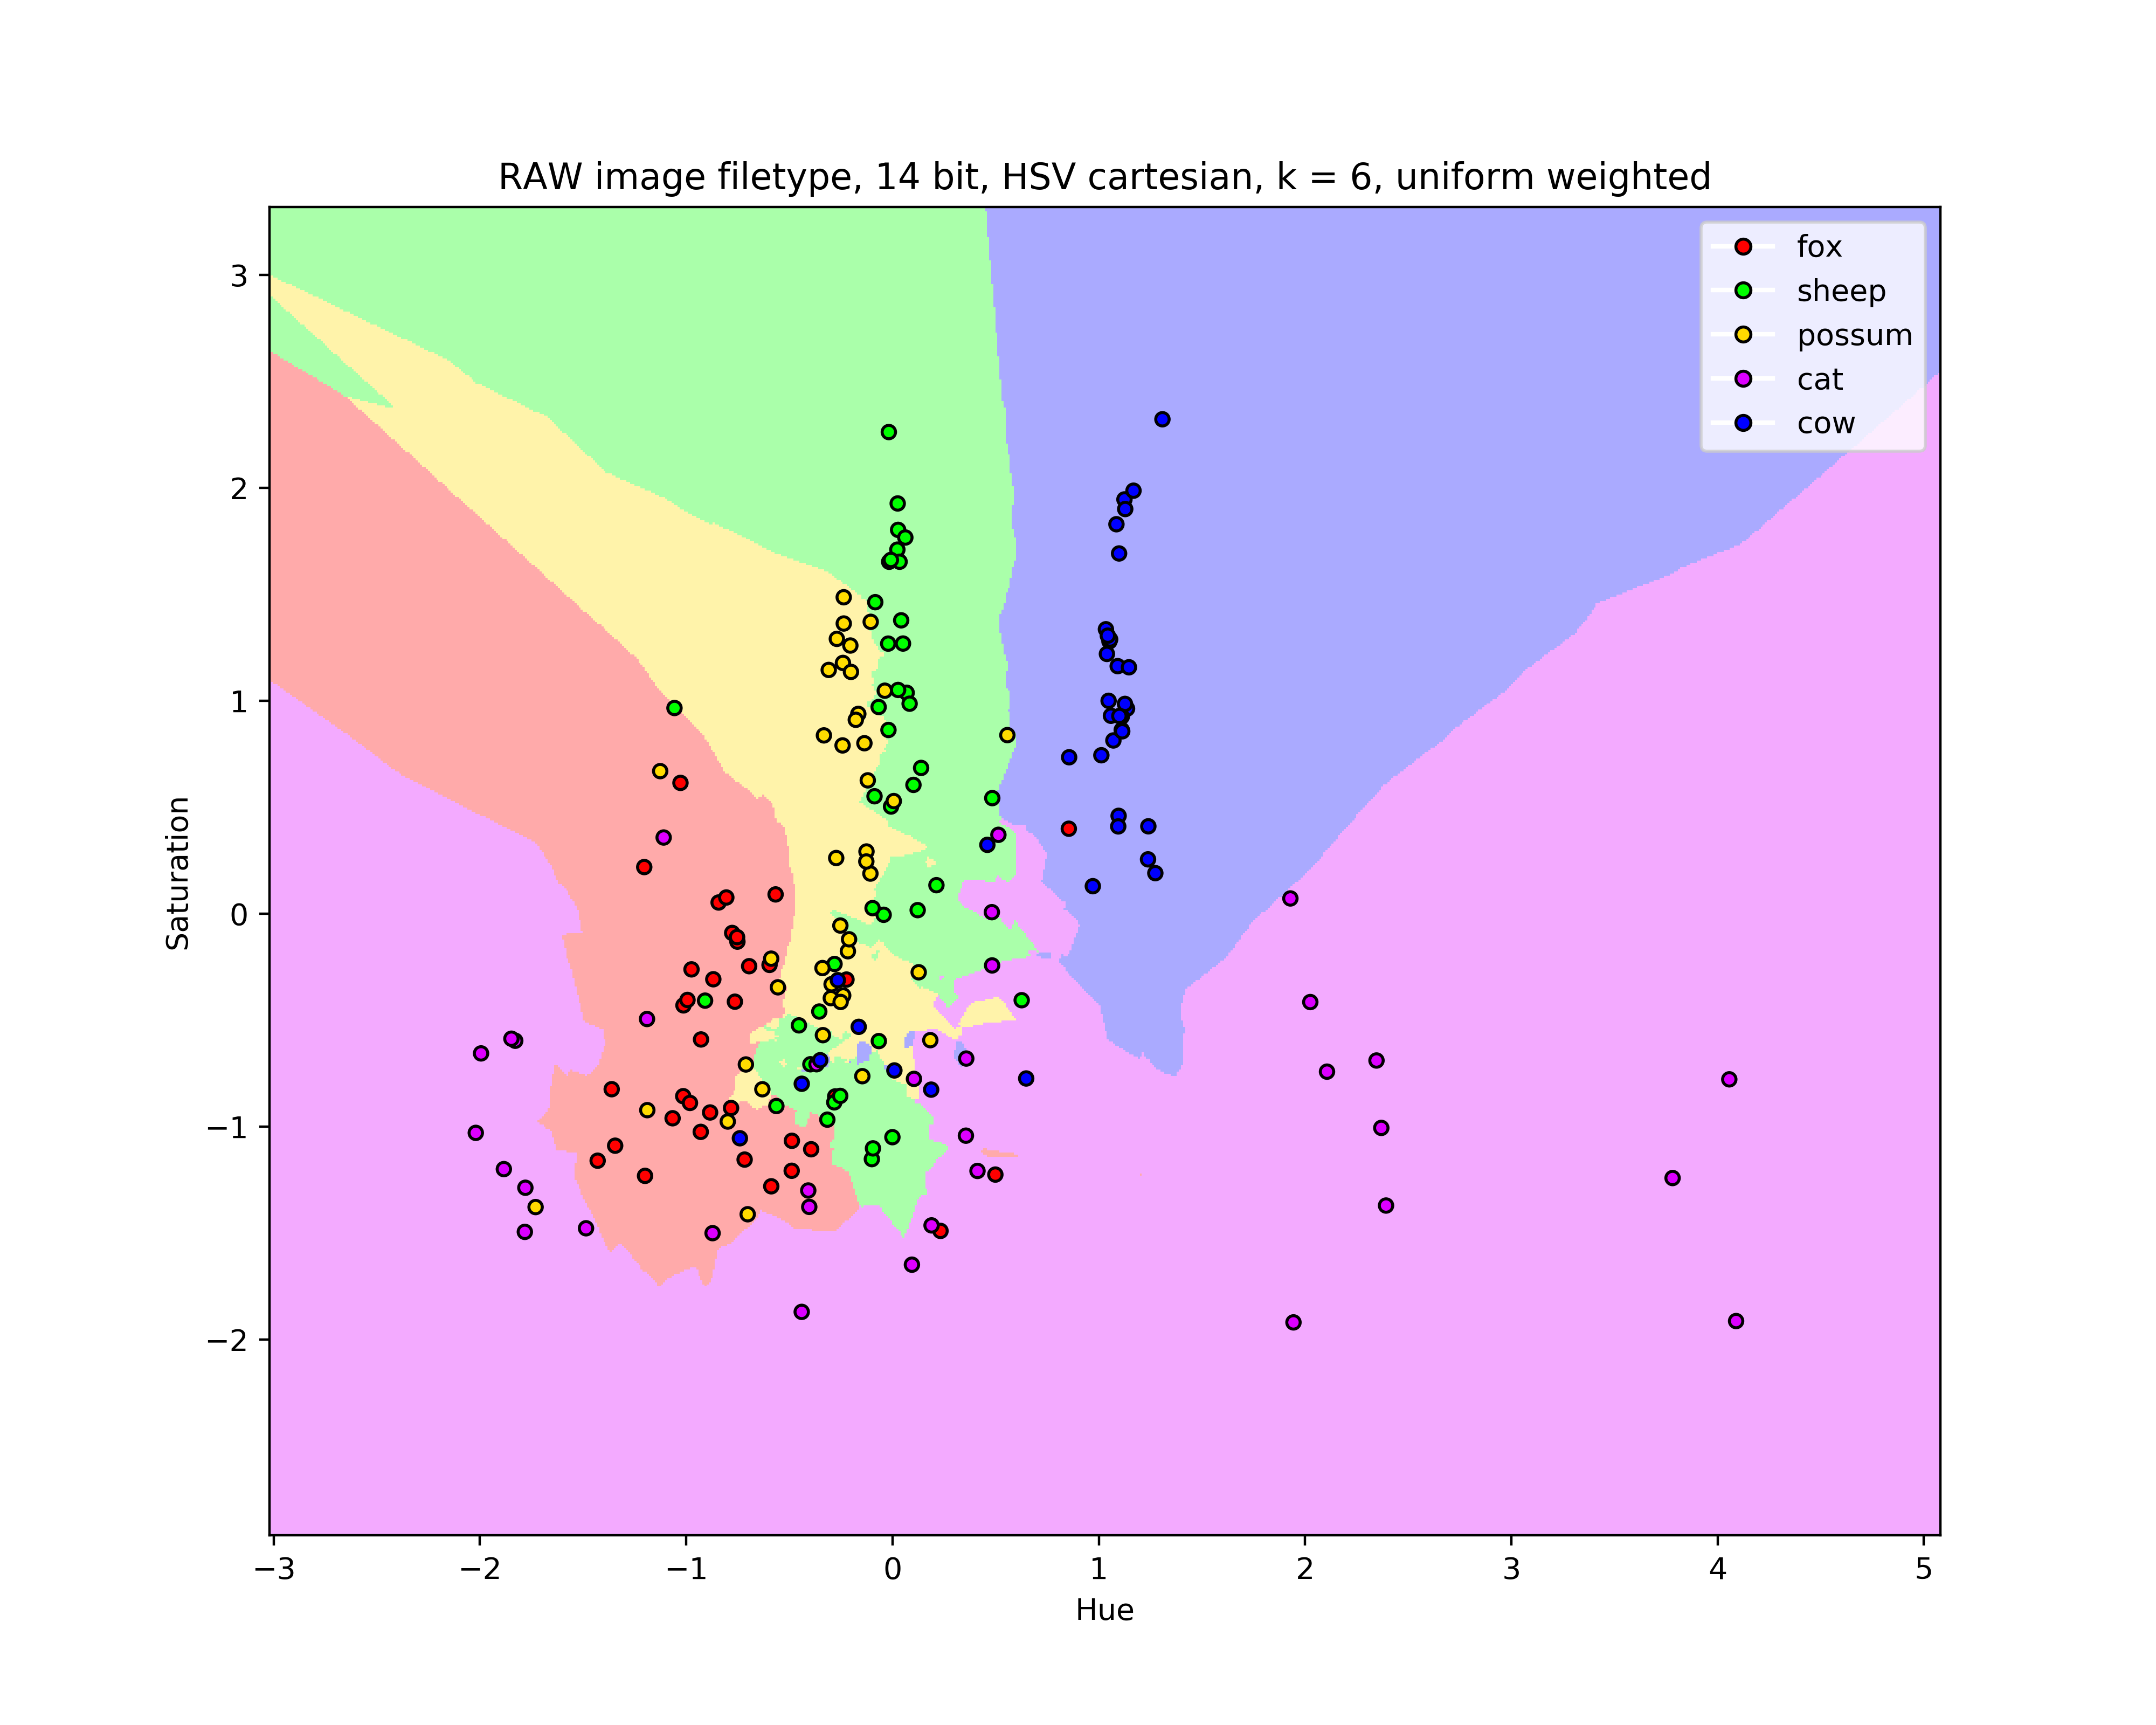 RAW image filetype, 14 bit, HSV cartesian, k = 6, uniform weighted
fox
sheep
possum
cat
cow
3
2
1
0
−1
−2
Saturation
−3
−2
−1
0
1
2
3
4
5
Hue